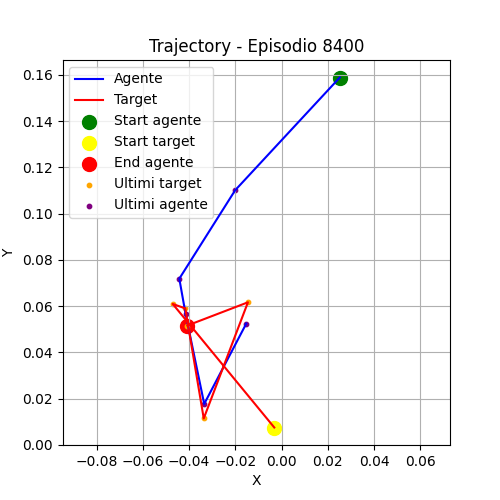 Trajectory - Episodio 8400
Agente
Target
Start agente
Start target
End agente
Ultimi target
Ultimi agente
Y
0.16
0.14
0.12
0.10
0.08
0.06
0.04
0.02
0.00
−0.08 −0.06 −0.04 −0.02 0.00 0.02 0.04 0.06
X